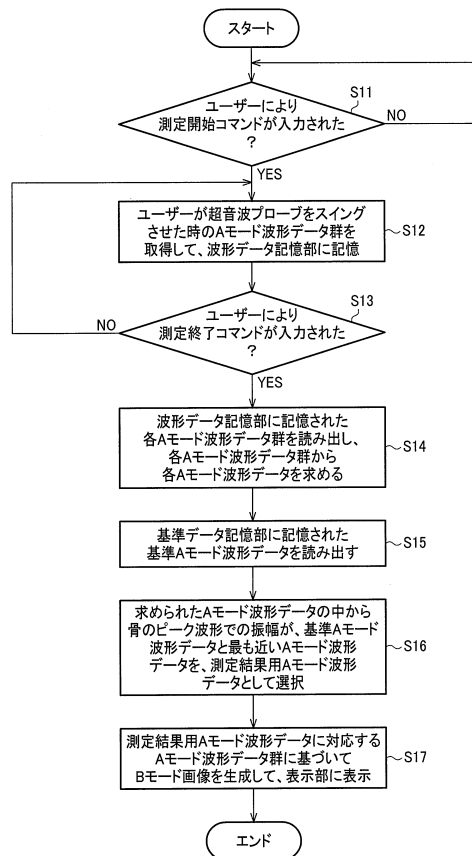 スタート
S11
ユーザーにより
測定開始コマンドが入力された
?
NO
YES
ユーザーが超音波プローブをスイング
させた時のAモード波形データ群を
取得して、波形データ記憶部に記憶
S12
S13
ユーザーにより
測定終了コマンドが入力された
?
NO
YES
波形データ記憶部に記憶された
各Aモード波形データ群を読み出し、
各Aモード波形データ群から
各Aモード波形データを求める
S14
基準データ記憶部に記憶された
基準Aモード波形データを読み出す
S15
求められたAモード波形データの中から
骨のピーク波形での振幅が、基準Aモード
波形データと最も近いAモード波形
データを、測定結果用Aモード波形
データとして選択
S16
測定結果用Aモード波形データに対応する
Aモード波形データ群に基づいて
Bモード画像を生成して、表示部に表示
S17
エンド